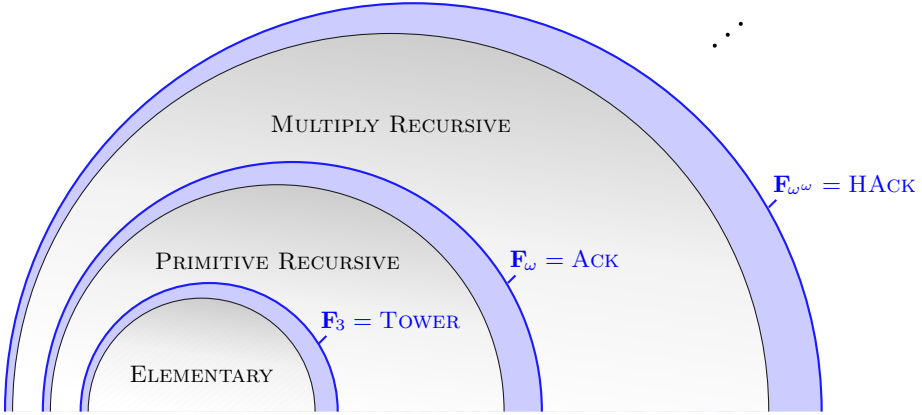 MULTIPLY RECURSIVE
F_{ω^ω} = HACK
F_ω = ACK
PRIMITIVE RECURSIVE
F_3 = TOWER
ELEMENTARY